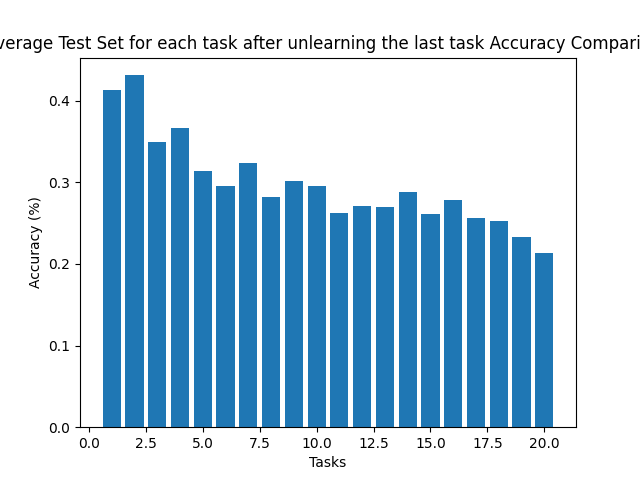 verage Test Set for each task after unlearning the last task Accuracy Compari
0.4
0.3
0.2
0.1
0.0
Accuracy (%)
0.0 2.5 5.0 7.5 10.0 12.5 15.0 17.5 20.0
Tasks